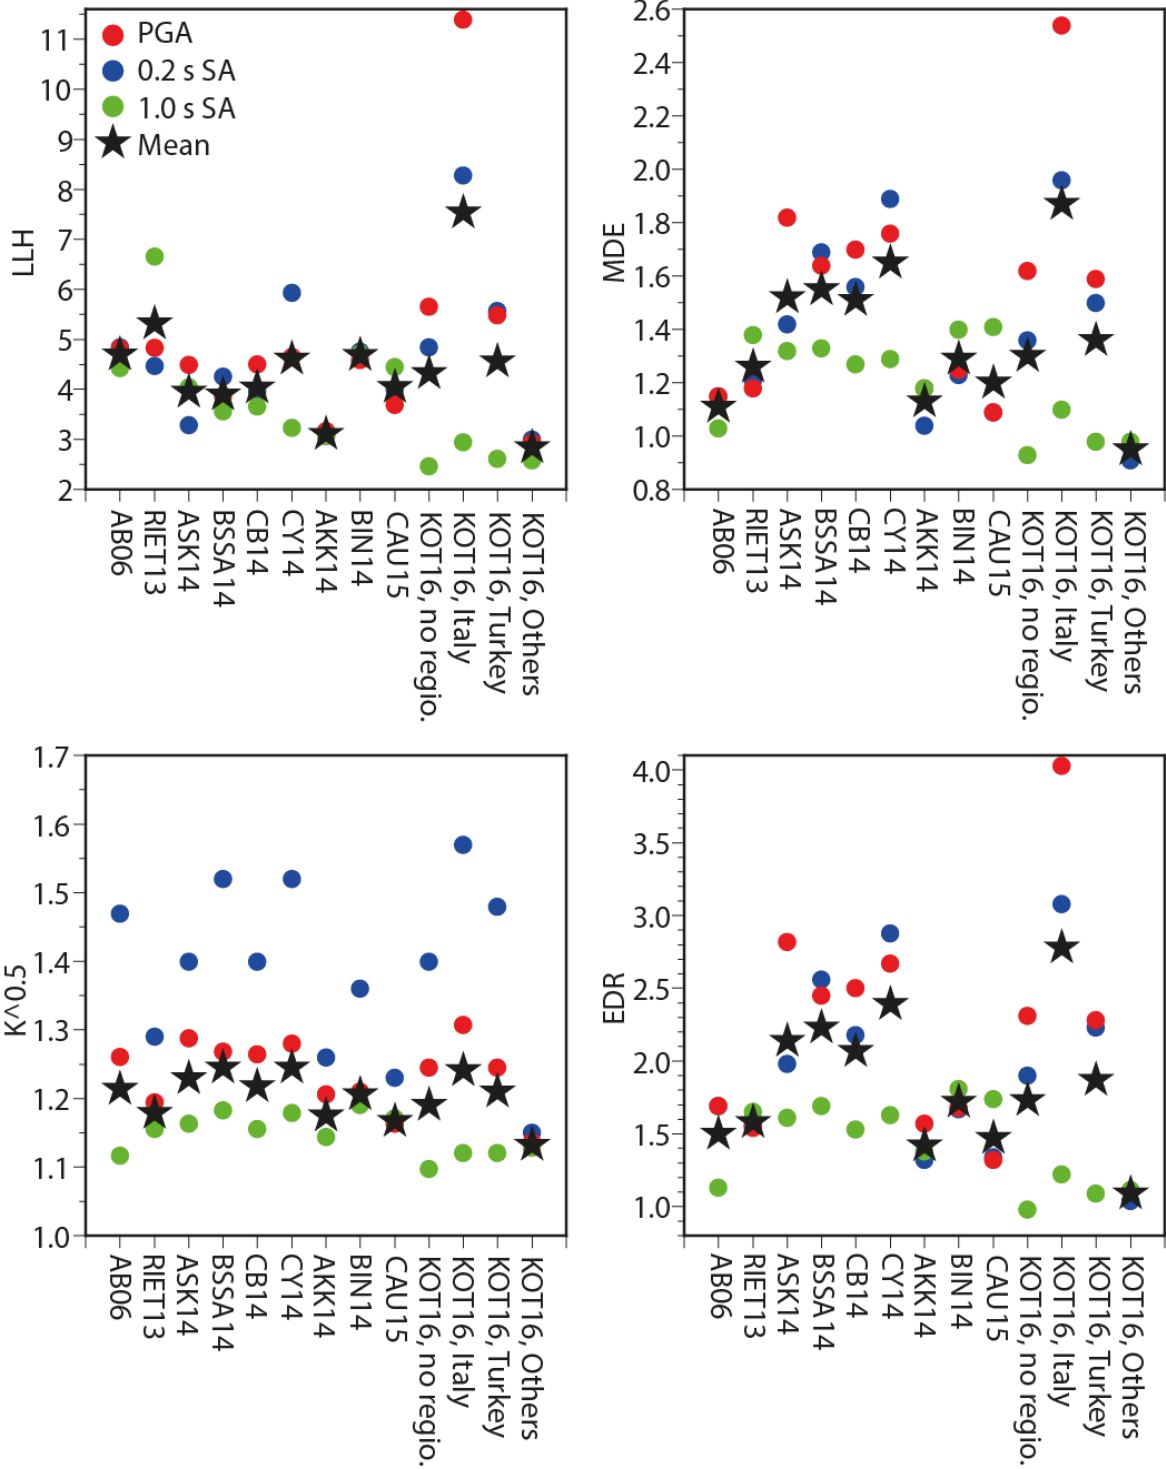 11
10
9
8
7
6
5
4
3
2
LLH
PGA
0.2 s SA
1.0 s SA
Mean
AB06
RIET13
ASK14
BSSA14
CB14
CY14
AKK14
BIN14
CAU15
KOT16, no regio.
KOT16, Italy
KOT16, Turkey
KOT16, Others
2.6
2.4
2.2
2.0
1.8
1.6
1.4
1.2
1.0
0.8
MDE
AB06
RIET13
ASK14
BSSA14
CB14
CY14
AKK14
BIN14
CAU15
KOT16, no regio.
KOT16, Italy
KOT16, Turkey
KOT16, Others
1.7
1.6
1.5
1.4
1.3
1.2
1.1
1.0
K^0.5
AB06
RIET13
ASK14
BSSA14
CB14
CY14
AKK14
BIN14
CAU15
KOT16, no regio.
KOT16, Italy
KOT16, Turkey
KOT16, Others
4.0
3.5
3.0
2.5
2.0
1.5
1.0
EDR
AB06
RIET13
ASK14
BSSA14
CB14
CY14
AKK14
BIN14
CAU15
KOT16, no regio.
KOT16, Italy
KOT16, Turkey
KOT16, Others